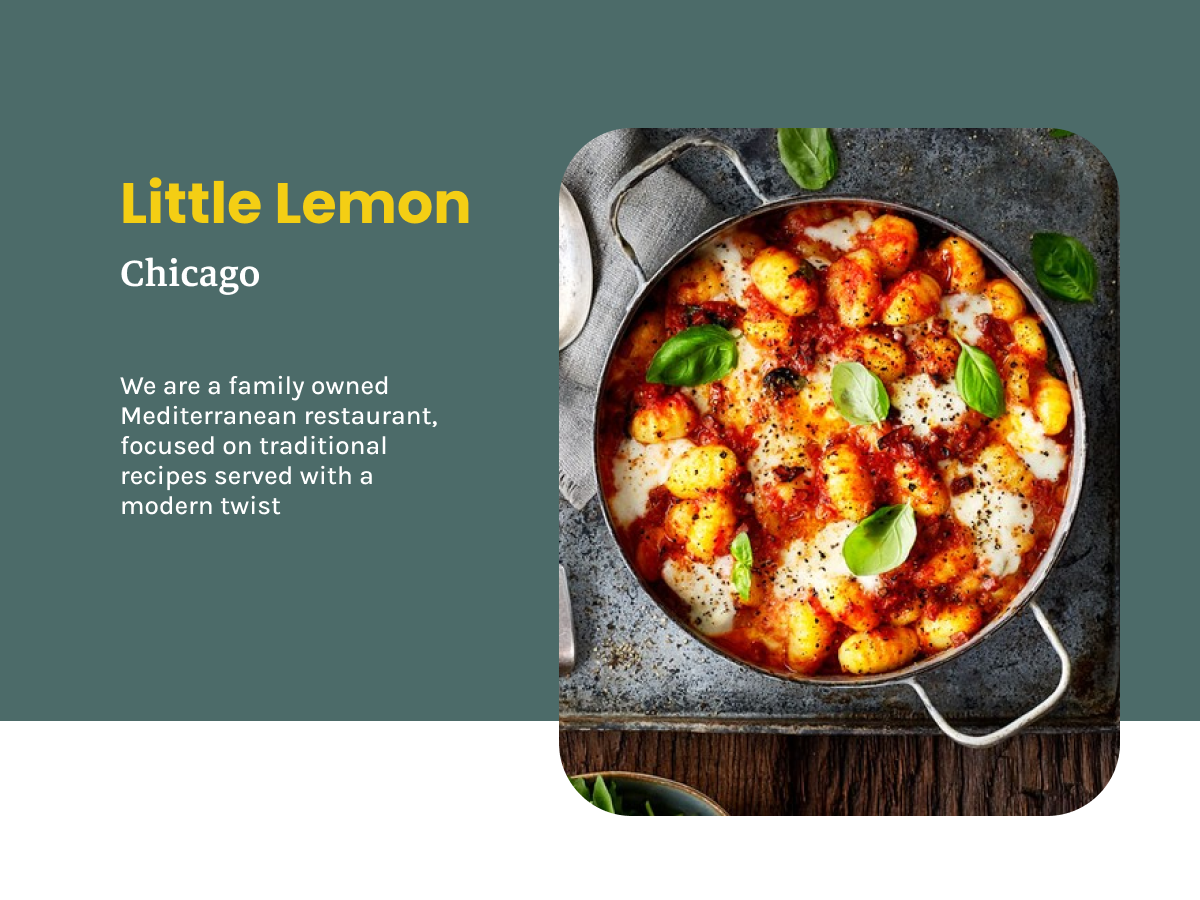 Little Lemon
Chicago
We are a family owned
Mediterranean restaurant,
focused on traditional
recipes served with a
modern twist